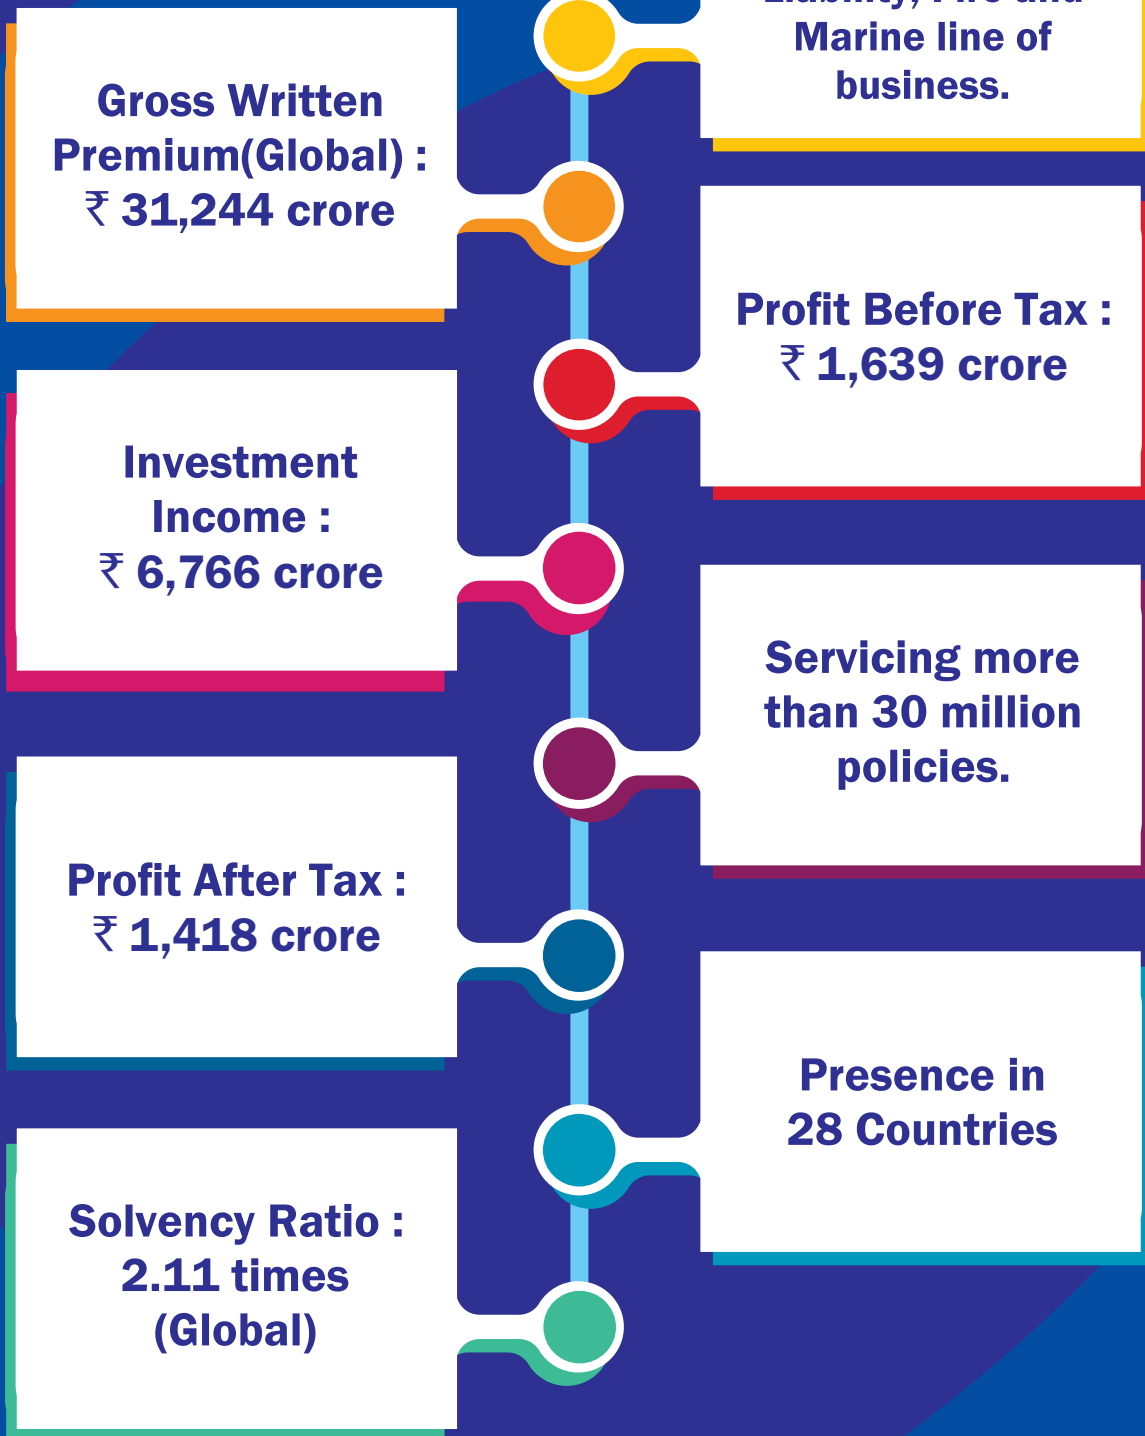 Marine line of
business.
Gross Written
Premium(Global) :
₹ 31,244 crore
Profit Before Tax :
₹ 1,639 crore
Investment
Income :
₹ 6,766 crore
Servicing more
than 30 million
policies.
Profit After Tax :
₹ 1,418 crore
Presence in
28 Countries
Solvency Ratio :
2.11 times
(Global)